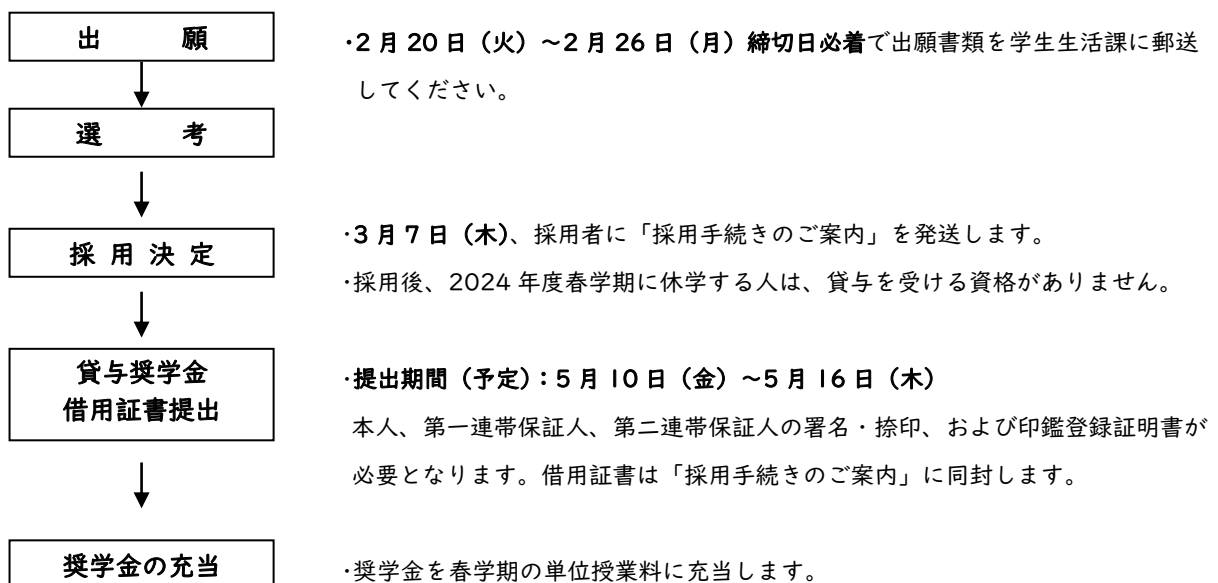 出　　願
・2月20日（火）～2月26日（月）締切日必着で出願書類を学生生活課に郵送
してください。
選　　考
採 用 決 定
・3月7日（木）、採用者に「採用手続きのご案内」を発送します。
・採用後、2024年度春学期に休学する人は、貸与を受ける資格がありません。
貸与奨学金
借用証書提出
・提出期間（予定）：5月10日（金）～5月16日（木）
本人、第一連帯保証人、第二連帯保証人の署名・捺印、および印鑑登録証明書が
必要となります。借用証書は「採用手続きのご案内」に同封します。
奨学金の充当
・奨学金を春学期の単位授業料に充当します。